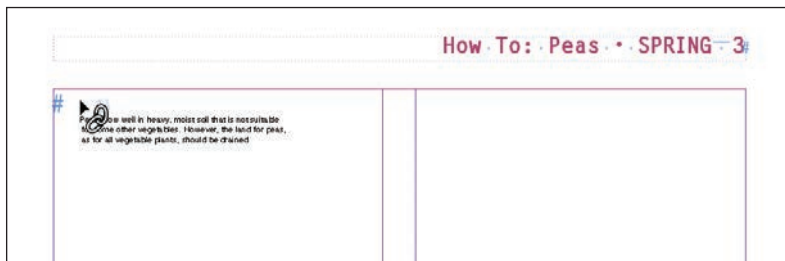 How To: Peas • SPRING 3#
#
well in heavy, moist soil that is not suitable
some other vegetables. However, the land for peas,
as for all vegetable plants, should be drained